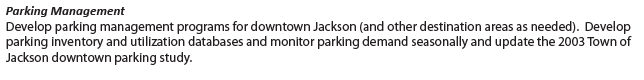 Parking Management
Develop parking management programs for downtown Jackson (and other destination areas as needed).  Develop
parking inventory and utilization databases and monitor parking demand seasonally and update the 2003 Town of
Jackson downtown parking study.